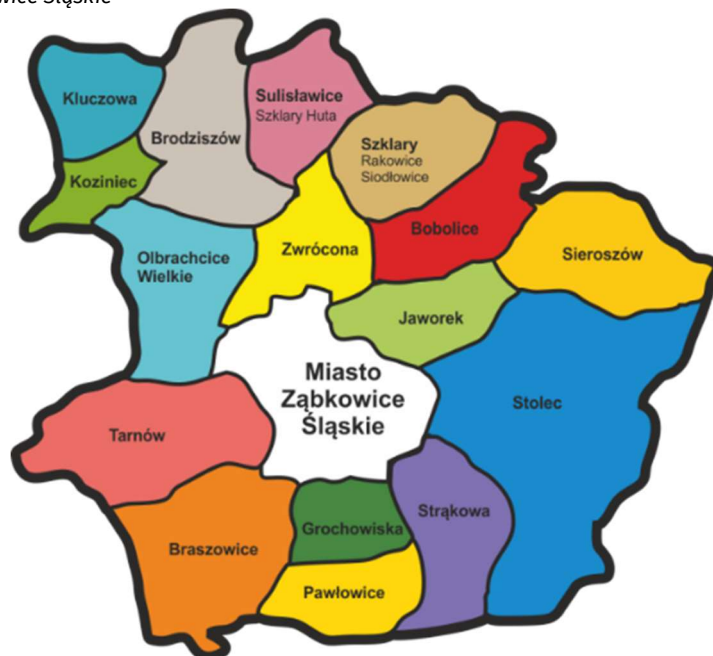 Kluczowa
Sulisławice
Szklary Huta
Brodziszów
Szklary
Rakowice
Siodłowice
Koziniec
Bobolice
Zwrócona
Olbrachcice
Wielkie
Sieroszów
Jaworek
Miasto
Ząbkowice
Śląskie
Stolec
Tarnów
Strąkowa
Grochowiska
Braszowice
Pawłowice